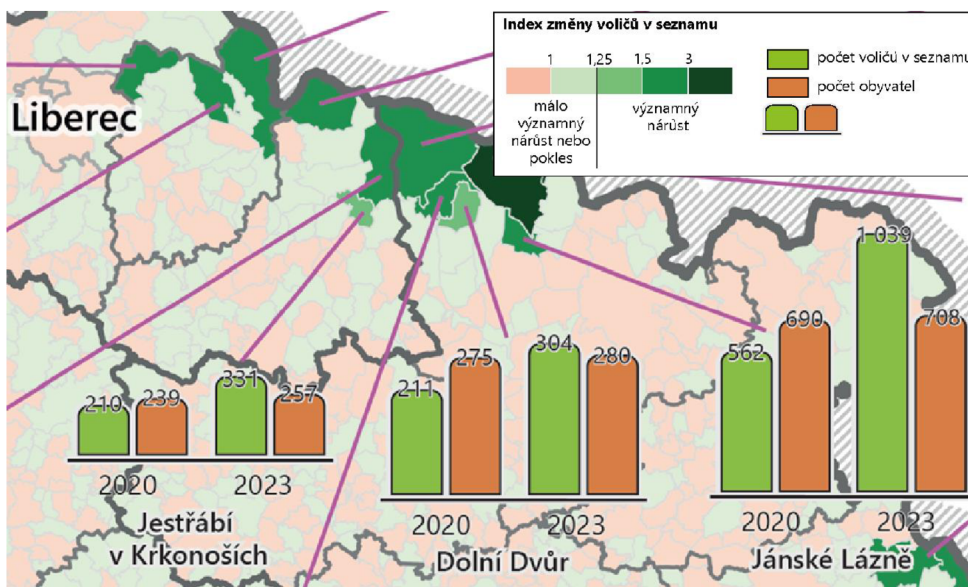 Index změny voličů v seznamu
1 1,25 1,5 3
málo
významný
nárůst nebo
pokles
významný
nárůst
počet voličů v seznamu
počet obyvatel
Liberec
210 239 331 257
2020 2023
Jestřábí
v Krkonoších
211 275 304 280
2020 2023
Dolní Dvůr
562 690 1 039 708
2020 2023
Jánské Lázně